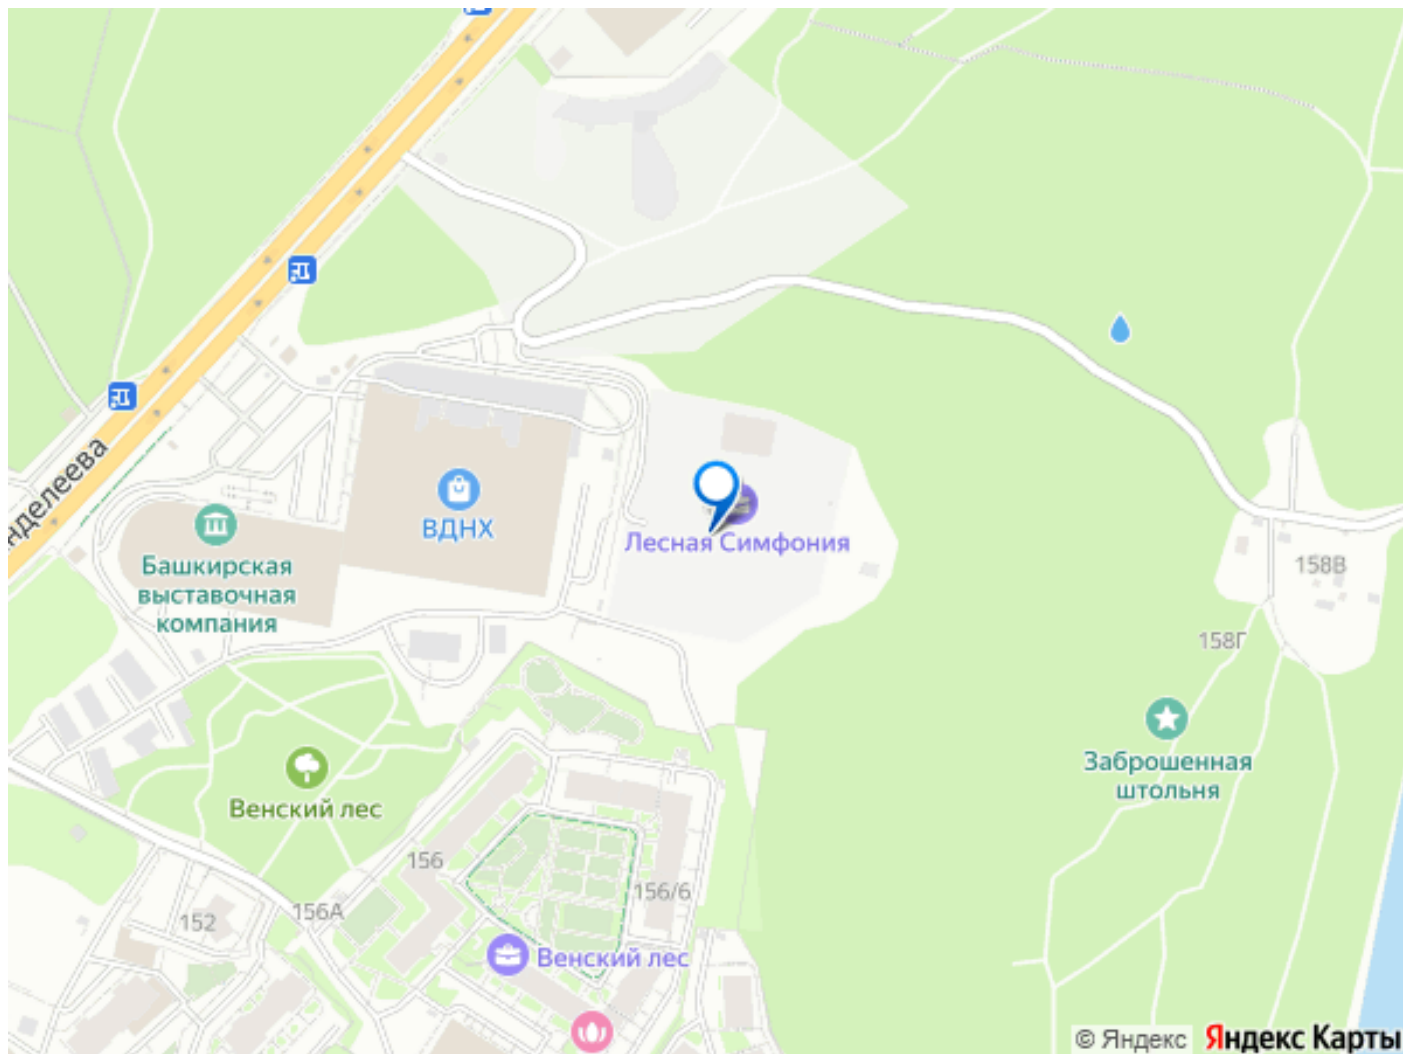 нделеева
ВДНХ
Башкирская
выставочная
компания
Лесная Симфония
158В
158Г
Заброшенная
штольня
Венский лес
156
156/6
156А
152
Венский лес
© Яндекс Яндекс Карты